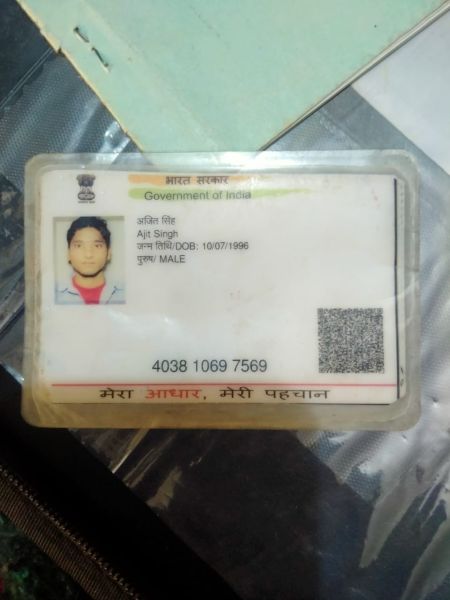 भारत सरकार
Government of India
अजित सिंह
Ajit Singh
जन्म तिथि/DOB: 10/07/1996
पुरुष/ MALE
4038 1069 7569
मेरा आधार, मेरी पहचान